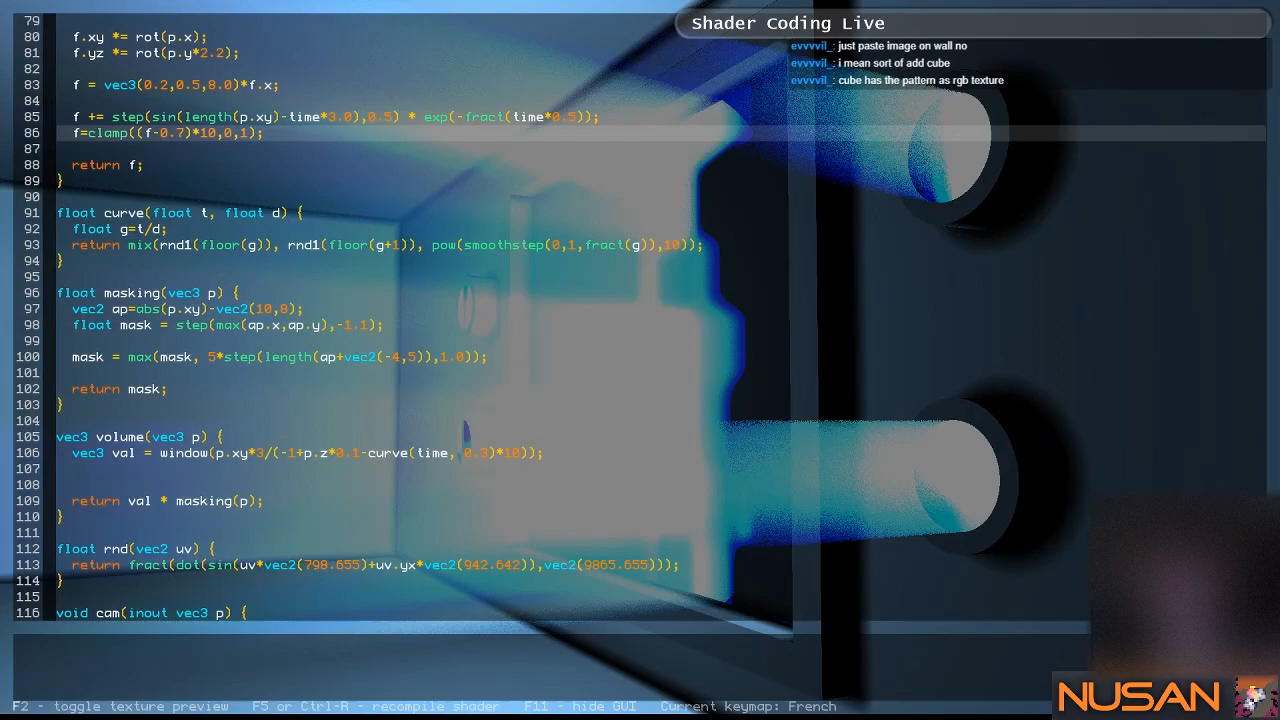 Shader Coding Live
evvvvil_: just paste image on wall no
evvvvil_: i mean sort of add cube
evvvvil_: cube has the pattern as rgb texture
79
80 f.xy *= rot(p.x);
81 f.yz *= rot(p.y*2.2);
82
83 f = vec3(0.2,0.5,8.0)*f.x;
84
85 f += step(sin(length(p.xy)-time*3.0),0.5) * exp(-fract(time*0.5));
86 f=clamp((f-0.7)*10,0,1);
87
88 return f;
89 }
90
91 float curve(float t, float d) {
92 float g=t/d;
93 return mix(rnd1(floor(g)), rnd1(floor(g+1)), pow(smoothstep(0,1,fract(g)),10));
94 }
95
96 float masking(vec3 p) {
97 vec2 ap=abs(p.xy)-vec2(10,8);
98 float mask = step(max(ap.x,ap.y),-1.1);
99
100 mask = max(mask, 5*step(length(ap+vec2(-4,5)),1.0));
101
102 return mask;
103 }
104
105 vec3 volume(vec3 p) {
106 vec3 val = window(p.xy*3/(-1+p.z*0.1-curve(time, 0.3)*10));
107
108
109 return val * masking(p);
110 }
111
112 float rnd(vec2 uv) {
113 return fract(dot(sin(uv*vec2(798.655)+uv.yx*vec2(942.642)),vec2(9865.655)));
114 }
115
116 void cam(inout vec3 p) {
F2 - toggle texture preview F5 or Ctrl-R - recompile shader F11 - hide GUI Current keymap: French
NUSAN